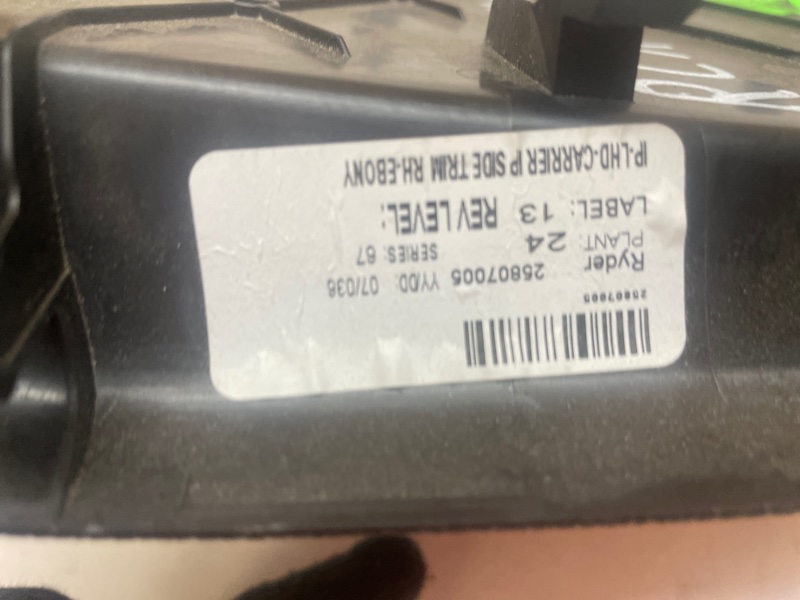 25807005
Ryder 25807005 YY/DD: 07/036
PLANT: 24 SERIES: 67
LABEL: 13 REV LEVEL:
IP-LHD-CARRIER IP SIDE TRIM RH-EBONY